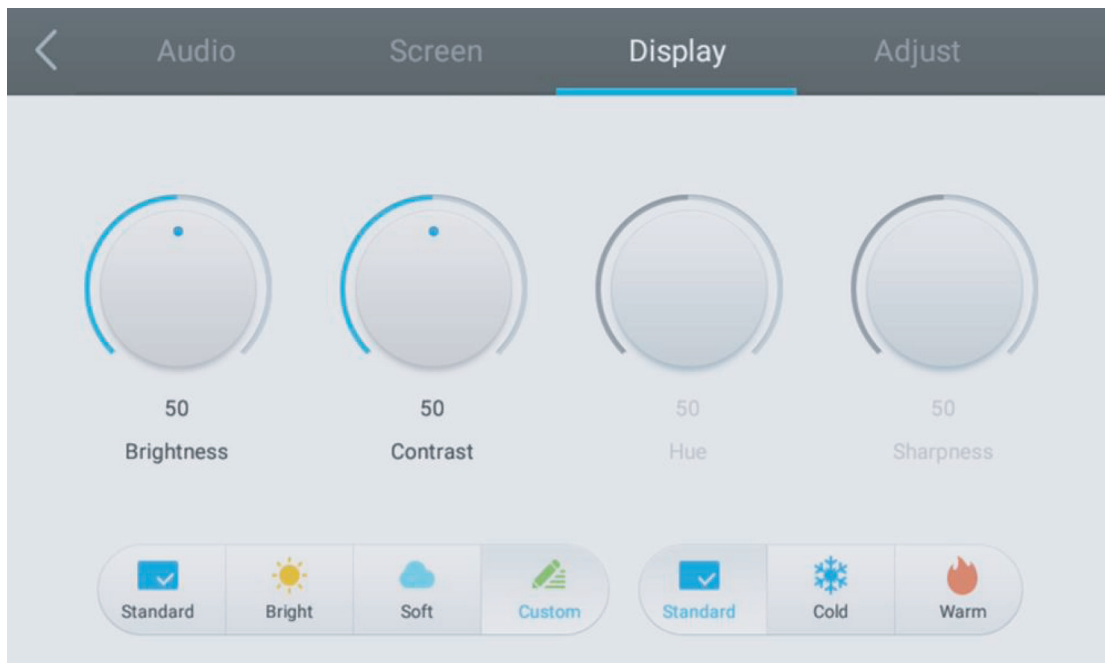 Audio Screen Display Adjust
50 50 50 50
Brightness Contrast Hue Sharpness
Standard Bright Soft Custom Standard Cold Warm